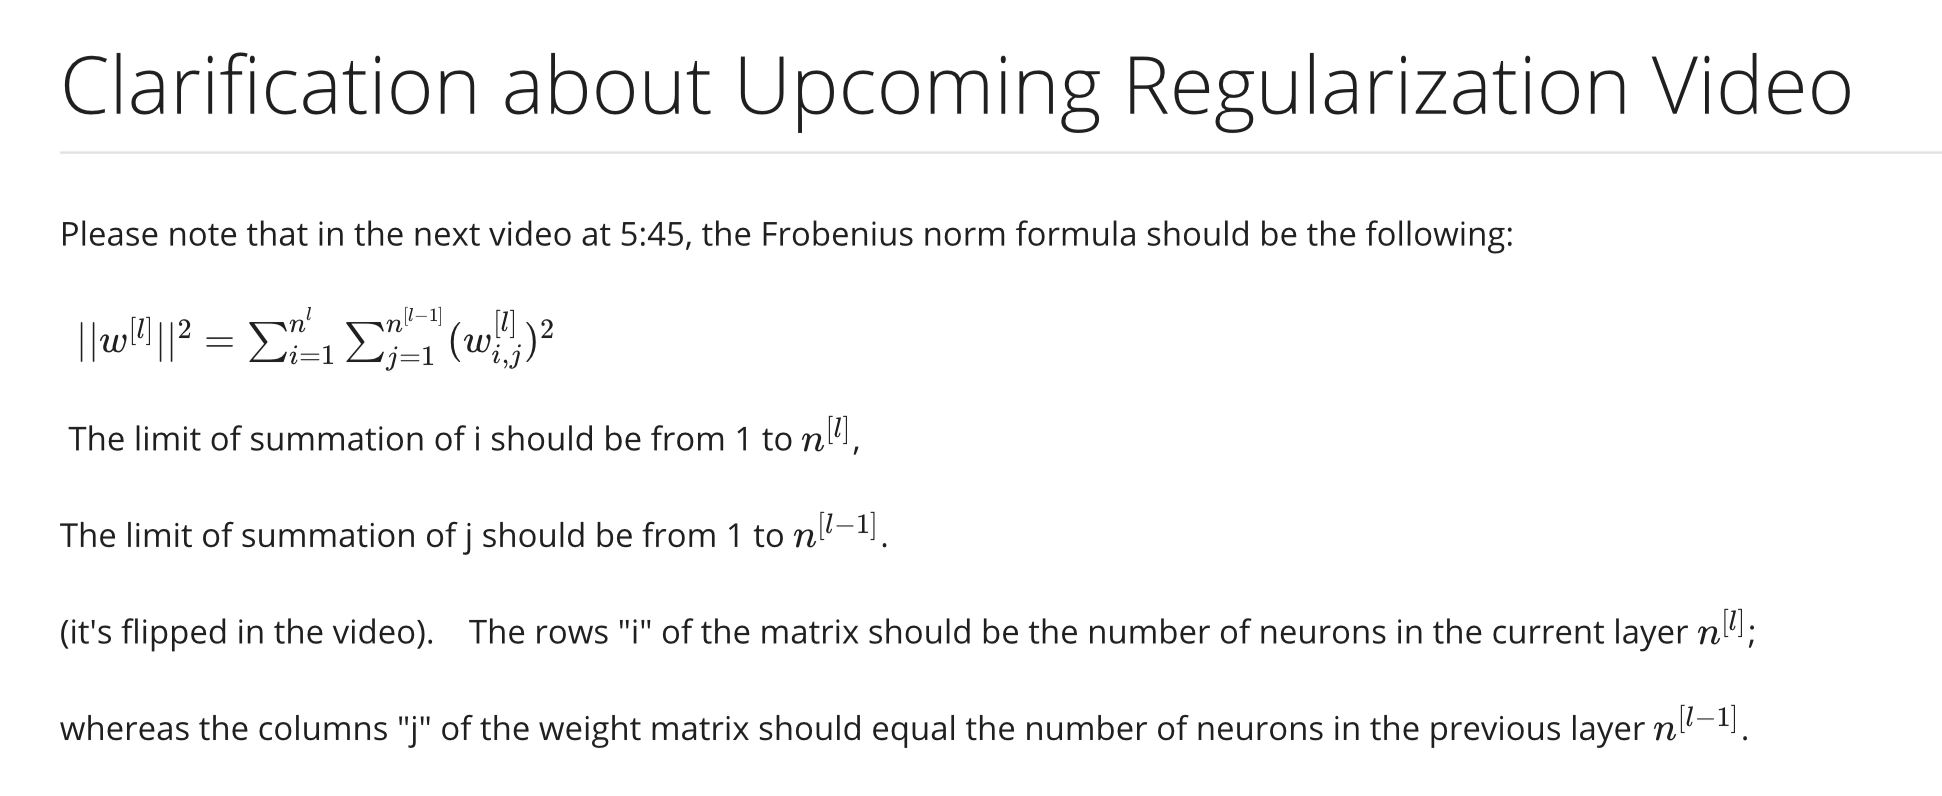 Clarification about Upcoming Regularization Video
Please note that in the next video at 5:45, the Frobenius norm formula should be the following:
||w^{[l]}||^2 = ∑_{i=1}^{n^l} ∑_{j=1}^{n^{[l−1]}} (w_{i,j}^{[l]})^2
The limit of summation of i should be from 1 to n^{[l]},
The limit of summation of j should be from 1 to n^{[l−1]}.
(it's flipped in the video). The rows "i" of the matrix should be the number of neurons in the current layer n^{[l]};
whereas the columns "j" of the weight matrix should equal the number of neurons in the previous layer n^{[l−1]}.